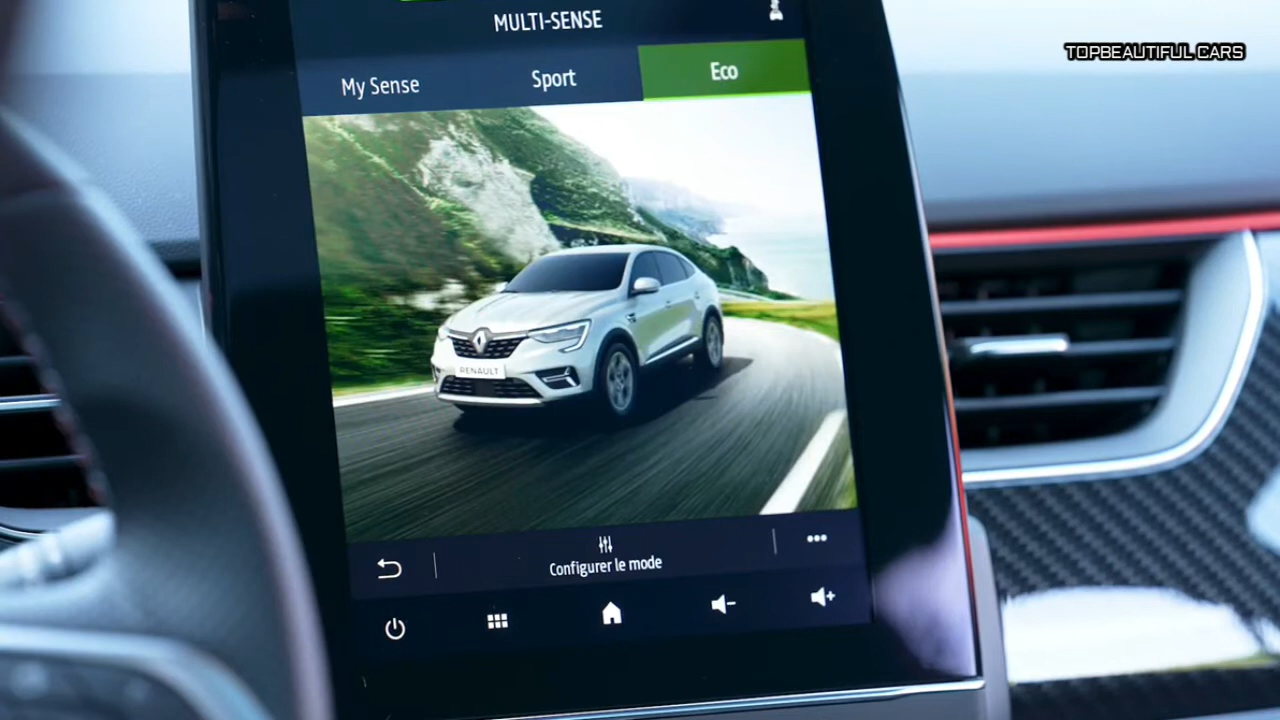 MULTI-SENSE
TOPBEAUTIFUL CARS
My Sense
Sport
Eco
RENAULT
Configurer le mode